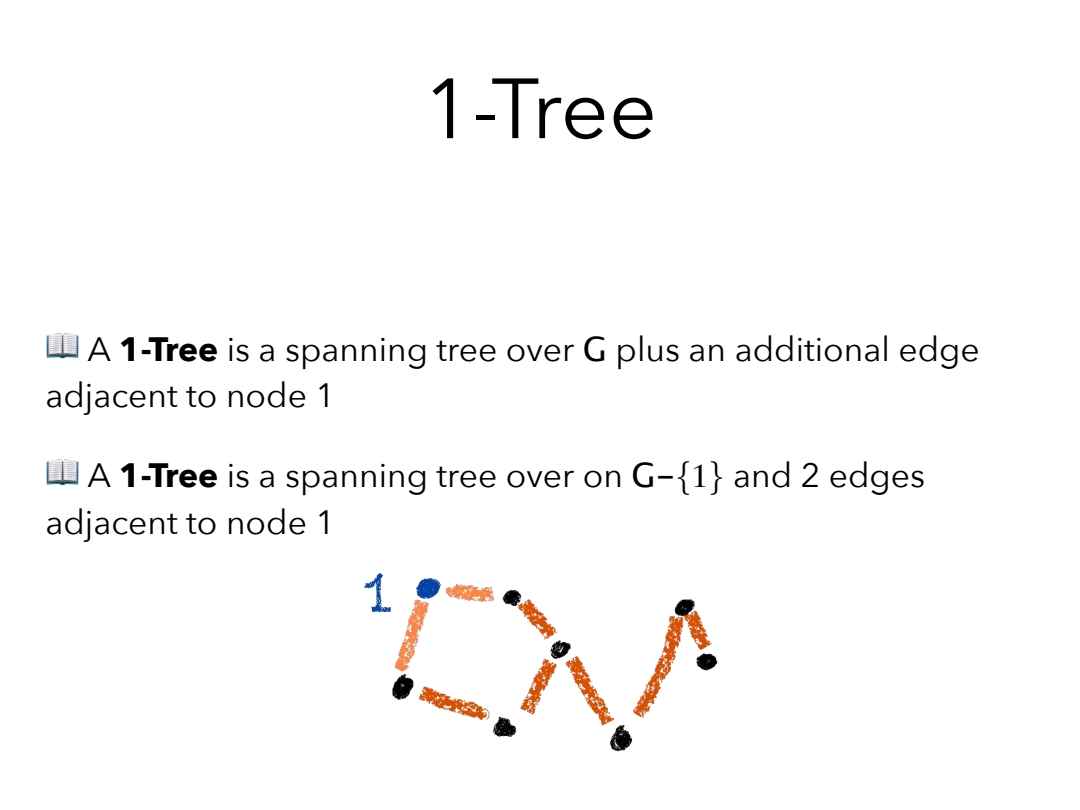 1-Tree
📖 A 1-Tree is a spanning tree over G plus an additional edge
adjacent to node 1
📖 A 1-Tree is a spanning tree over on G−{1} and 2 edges
adjacent to node 1
1